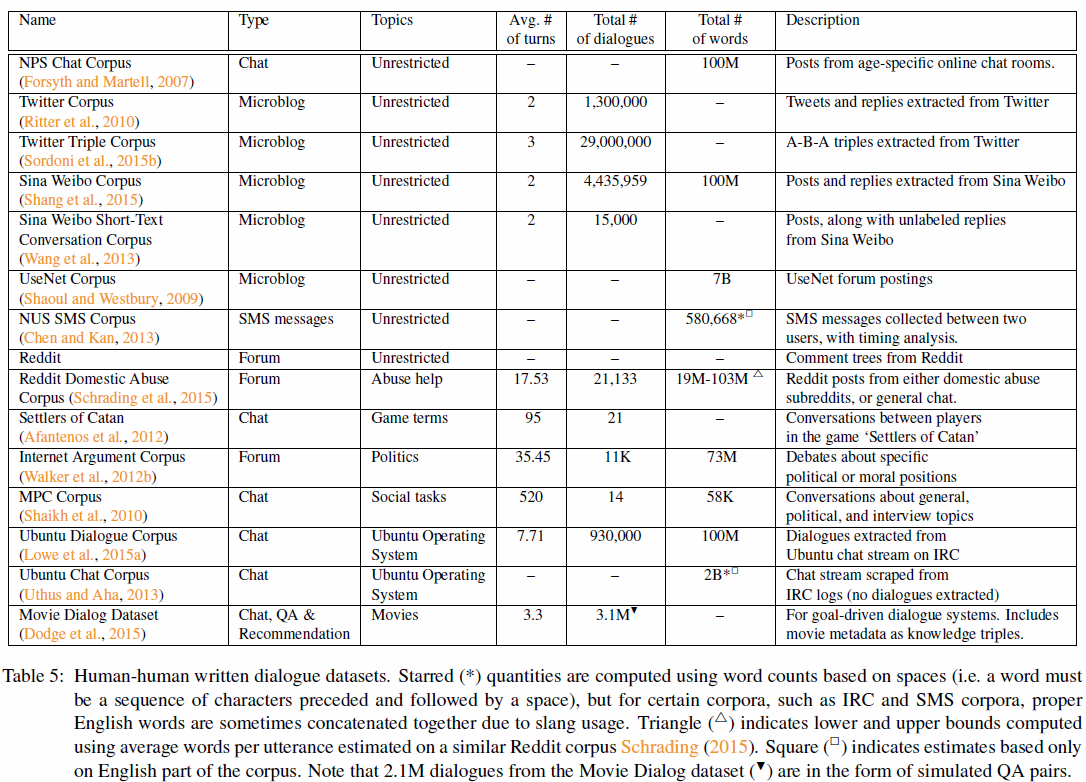 Name Type Topics Avg. # Total # Total # Description
of turns of dialogues of words
NPS Chat Corpus Chat Unrestricted – – 100M Posts from age-specific online chat rooms.
(Forsyth and Martell, 2007)
Twitter Corpus Microblog Unrestricted 2 1,300,000 – Tweets and replies extracted from Twitter
(Ritter et al., 2010)
Twitter Triple Corpus Microblog Unrestricted 3 29,000,000 – A-B-A triples extracted from Twitter
(Sordoni et al., 2015b)
Sina Weibo Corpus Microblog Unrestricted 2 4,435,959 100M Posts and replies extracted from Sina Weibo
(Shang et al., 2015)
Sina Weibo Short-Text Microblog Unrestricted 2 15,000 – Posts, along with unlabeled replies
Conversation Corpus from Sina Weibo
(Wang et al., 2013)
UseNet Corpus Microblog Unrestricted – – 7B UseNet forum postings
(Shaoul and Westbury, 2009)
NUS SMS Corpus SMS messages Unrestricted – – 580,668*□ SMS messages collected between two
(Chen and Kan, 2013) users, with timing analysis.
Reddit Forum Unrestricted – – – Comment trees from Reddit
Reddit Domestic Abuse Forum Abuse help 17.53 21,133 19M-103M △ Reddit posts from either domestic abuse
Corpus (Schrading et al., 2015) subreddits, or general chat.
Settlers of Catan Chat Game terms 95 21 – Conversations between players
(Afantenos et al., 2012) in the game ‘Settlers of Catan’
Internet Argument Corpus Forum Politics 35.45 11K 73M Debates about specific
(Walker et al., 2012b) political or moral positions
MPC Corpus Chat Social tasks 520 14 58K Conversations about general,
(Shaikh et al., 2010) political, and interview topics
Ubuntu Dialogue Corpus Chat Ubuntu Operating 7.71 930,000 100M Dialogues extracted from
(Lowe et al., 2015a) System Ubuntu chat stream on IRC
Ubuntu Chat Corpus Chat Ubuntu Operating – – 2B*□ Chat stream scraped from
(Uthus and Aha, 2013) System IRC logs (no dialogues extracted)
Movie Dialog Dataset Chat, QA & Movies 3.3 3.1M▼ – For goal-driven dialogue systems. Includes
(Dodge et al., 2015) Recommendation movie metadata as knowledge triples.
Table 5: Human-human written dialogue datasets. Starred (*) quantities are computed using word counts based on spaces (i.e. a word must
be a sequence of characters preceded and followed by a space), but for certain corpora, such as IRC and SMS corpora, proper
English words are sometimes concatenated together due to slang usage. Triangle (△) indicates lower and upper bounds computed
using average words per utterance estimated on a similar Reddit corpus Schrading (2015). Square (□) indicates estimates based only
on English part of the corpus. Note that 2.1M dialogues from the Movie Dialog dataset (▼) are in the form of simulated QA pairs.